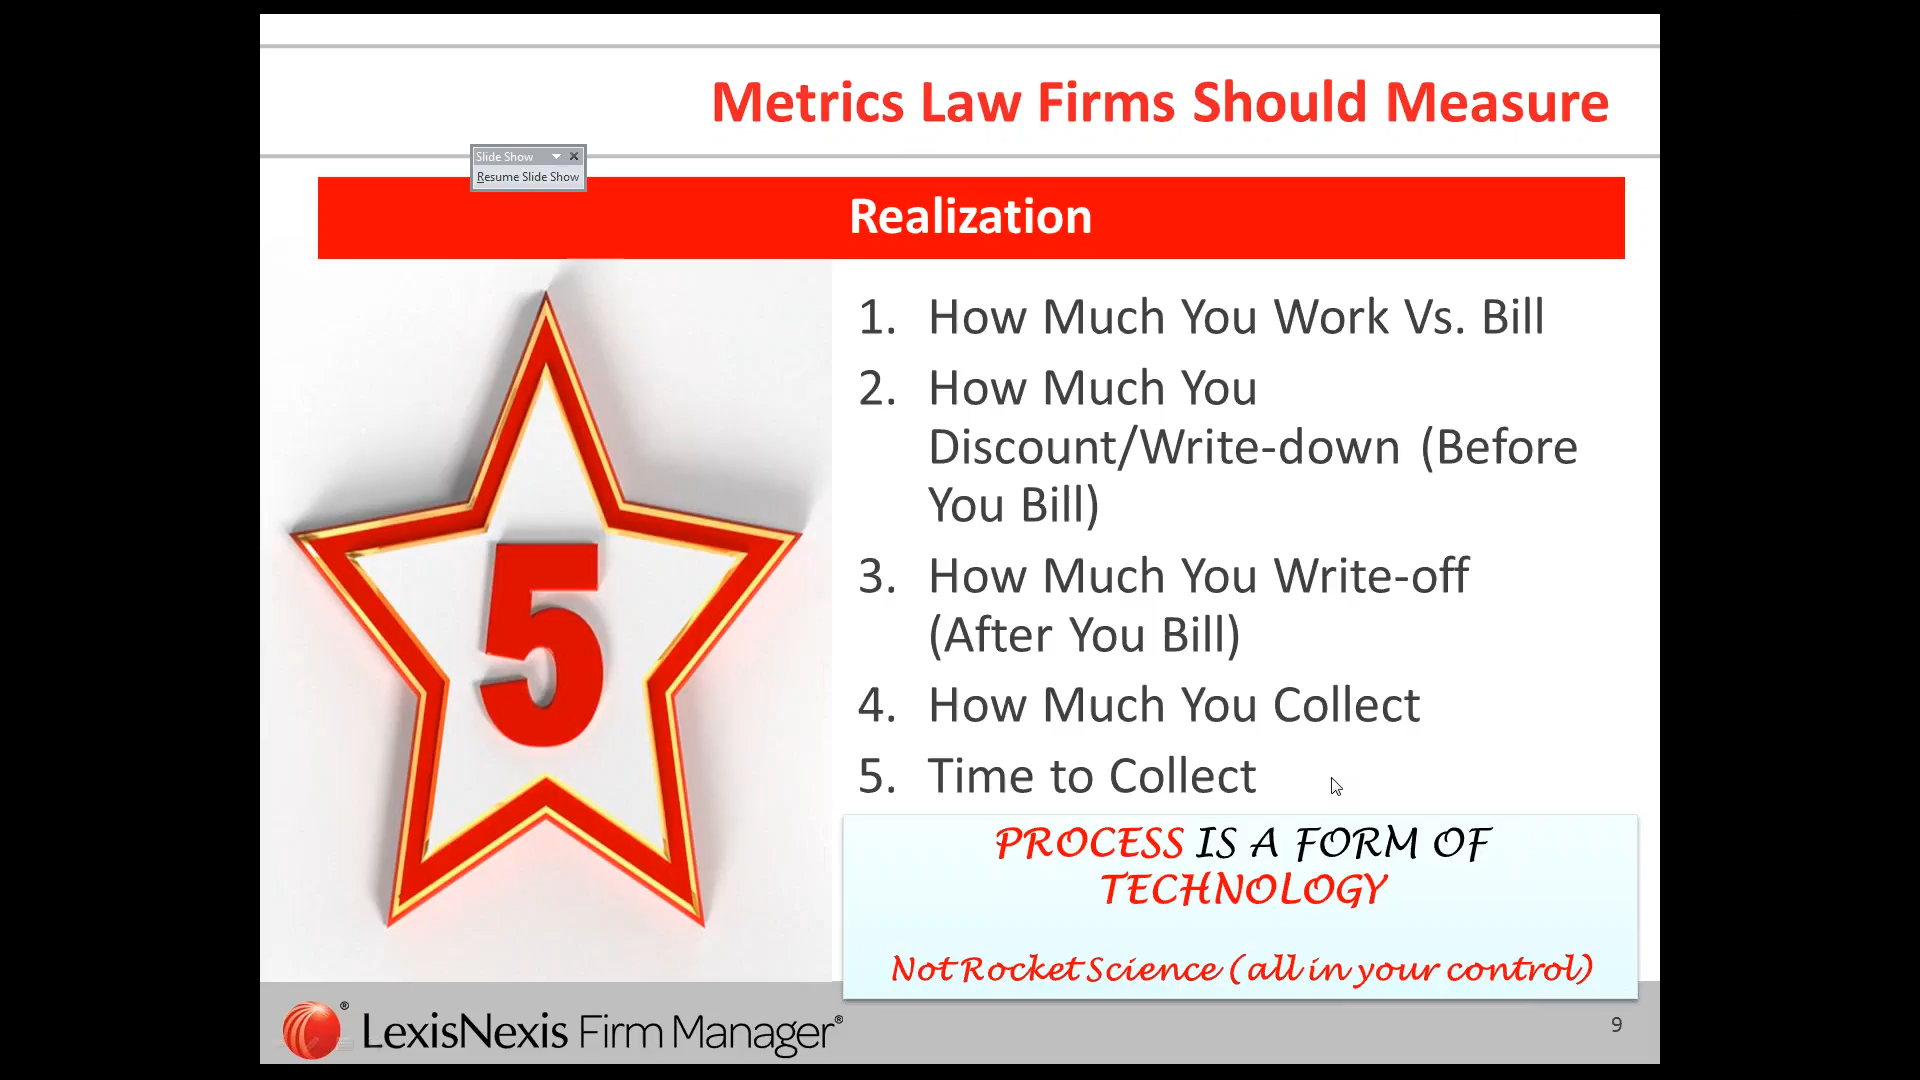 Metrics Law Firms Should Measure
Slide Show
Resume Slide Show
Realization
1. How Much You Work Vs. Bill
2. How Much You
Discount/Write-down (Before
You Bill)
3. How Much You Write-off
(After You Bill)
4. How Much You Collect
5. Time to Collect
5
PROCESS IS A FORM OF
TECHNOLOGY
Not Rocket Science (all in your control)
® LexisNexis Firm Manager®
9